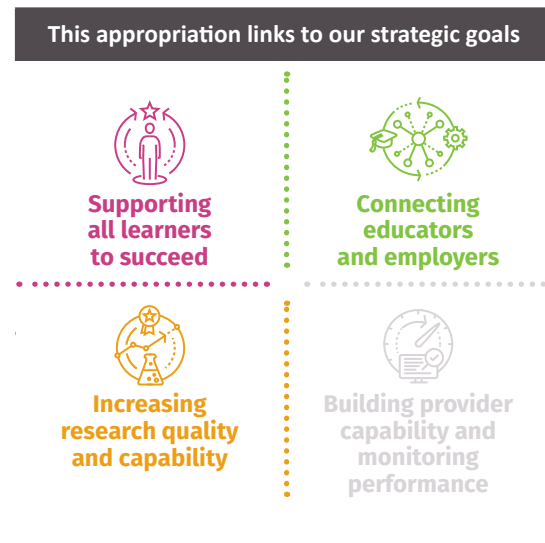 This appropriation links to our strategic goals
Supporting
all learners
to succeed
Connecting
educators
and employers
Increasing
research quality
and capability
Building provider
capability and
monitoring
performance